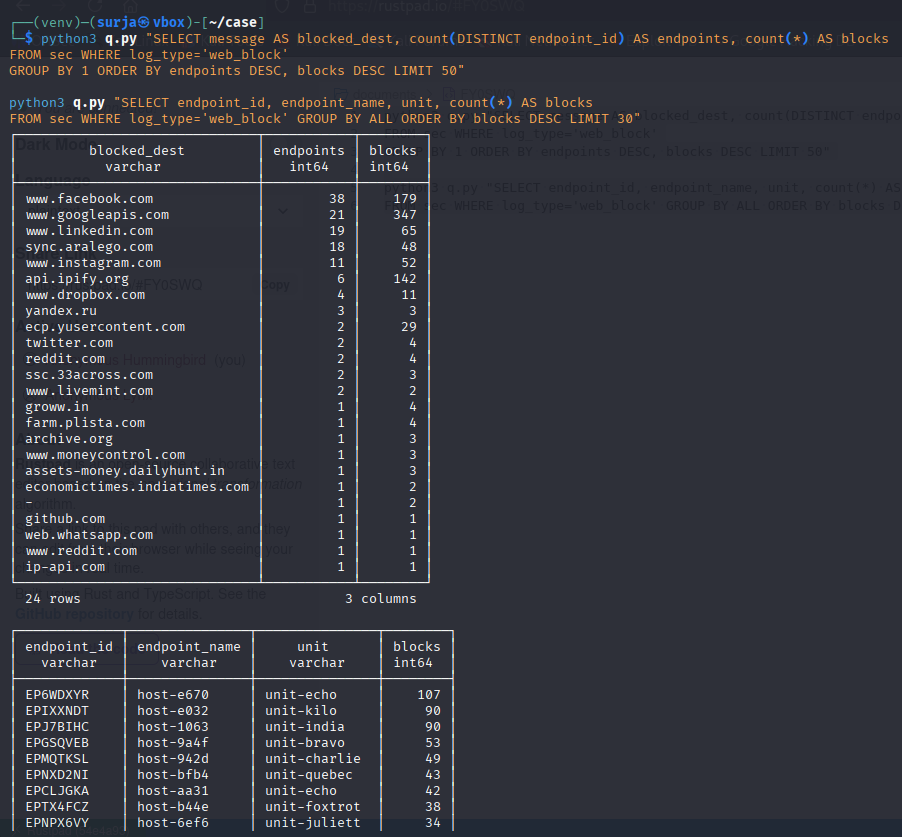 ┌──(venv)─(surja㉿vbox)-[~/case]
└─$ python3 q.py "SELECT message AS blocked_dest, count(DISTINCT endpoint_id) AS endpoints, count(*) AS blocks
FROM sec WHERE log_type='web_block'
GROUP BY 1 ORDER BY endpoints DESC, blocks DESC LIMIT 50"
python3 q.py "SELECT endpoint_id, endpoint_name, unit, count(*) AS blocks
FROM sec WHERE log_type='web_block' GROUP BY ALL ORDER BY blocks DESC LIMIT 30"
blocked_dest endpoints blocks
varchar int64 int64
www.facebook.com 38 179
www.googleapis.com 21 347
www.linkedin.com 19 65
sync.aralego.com 18 48
www.instagram.com 11 52
api.ipify.org 6 142
www.dropbox.com 4 11
yandex.ru 3 3
ecp.yusercontent.com 2 29
twitter.com 2 4
reddit.com 2 4
ssc.33across.com 2 3
www.livemint.com 2 2
groww.in 1 4
farm.plista.com 1 4
archive.org 1 3
www.moneycontrol.com 1 3
assets-money.dailyhunt.in 1 3
economictimes.indiatimes.com 1 2
- 1 2
github.com 1 1
web.whatsapp.com 1 1
www.reddit.com 1 1
ip-api.com 1 1
24 rows 3 columns
endpoint_id endpoint_name unit blocks
varchar varchar varchar int64
EP6WDXYR host-e670 unit-echo 107
EPIXXNDT host-e032 unit-kilo 90
EPJ7BIHC host-1063 unit-india 90
EPGSQVEB host-9a4f unit-bravo 53
EPMQTKSL host-942d unit-charlie 49
EPNXD2NI host-bfb4 unit-quebec 43
EPCLJGKA host-aa31 unit-echo 42
EPTX4FCZ host-b44e unit-foxtrot 38
EPNPX6VY host-6ef6 unit-juliett 34